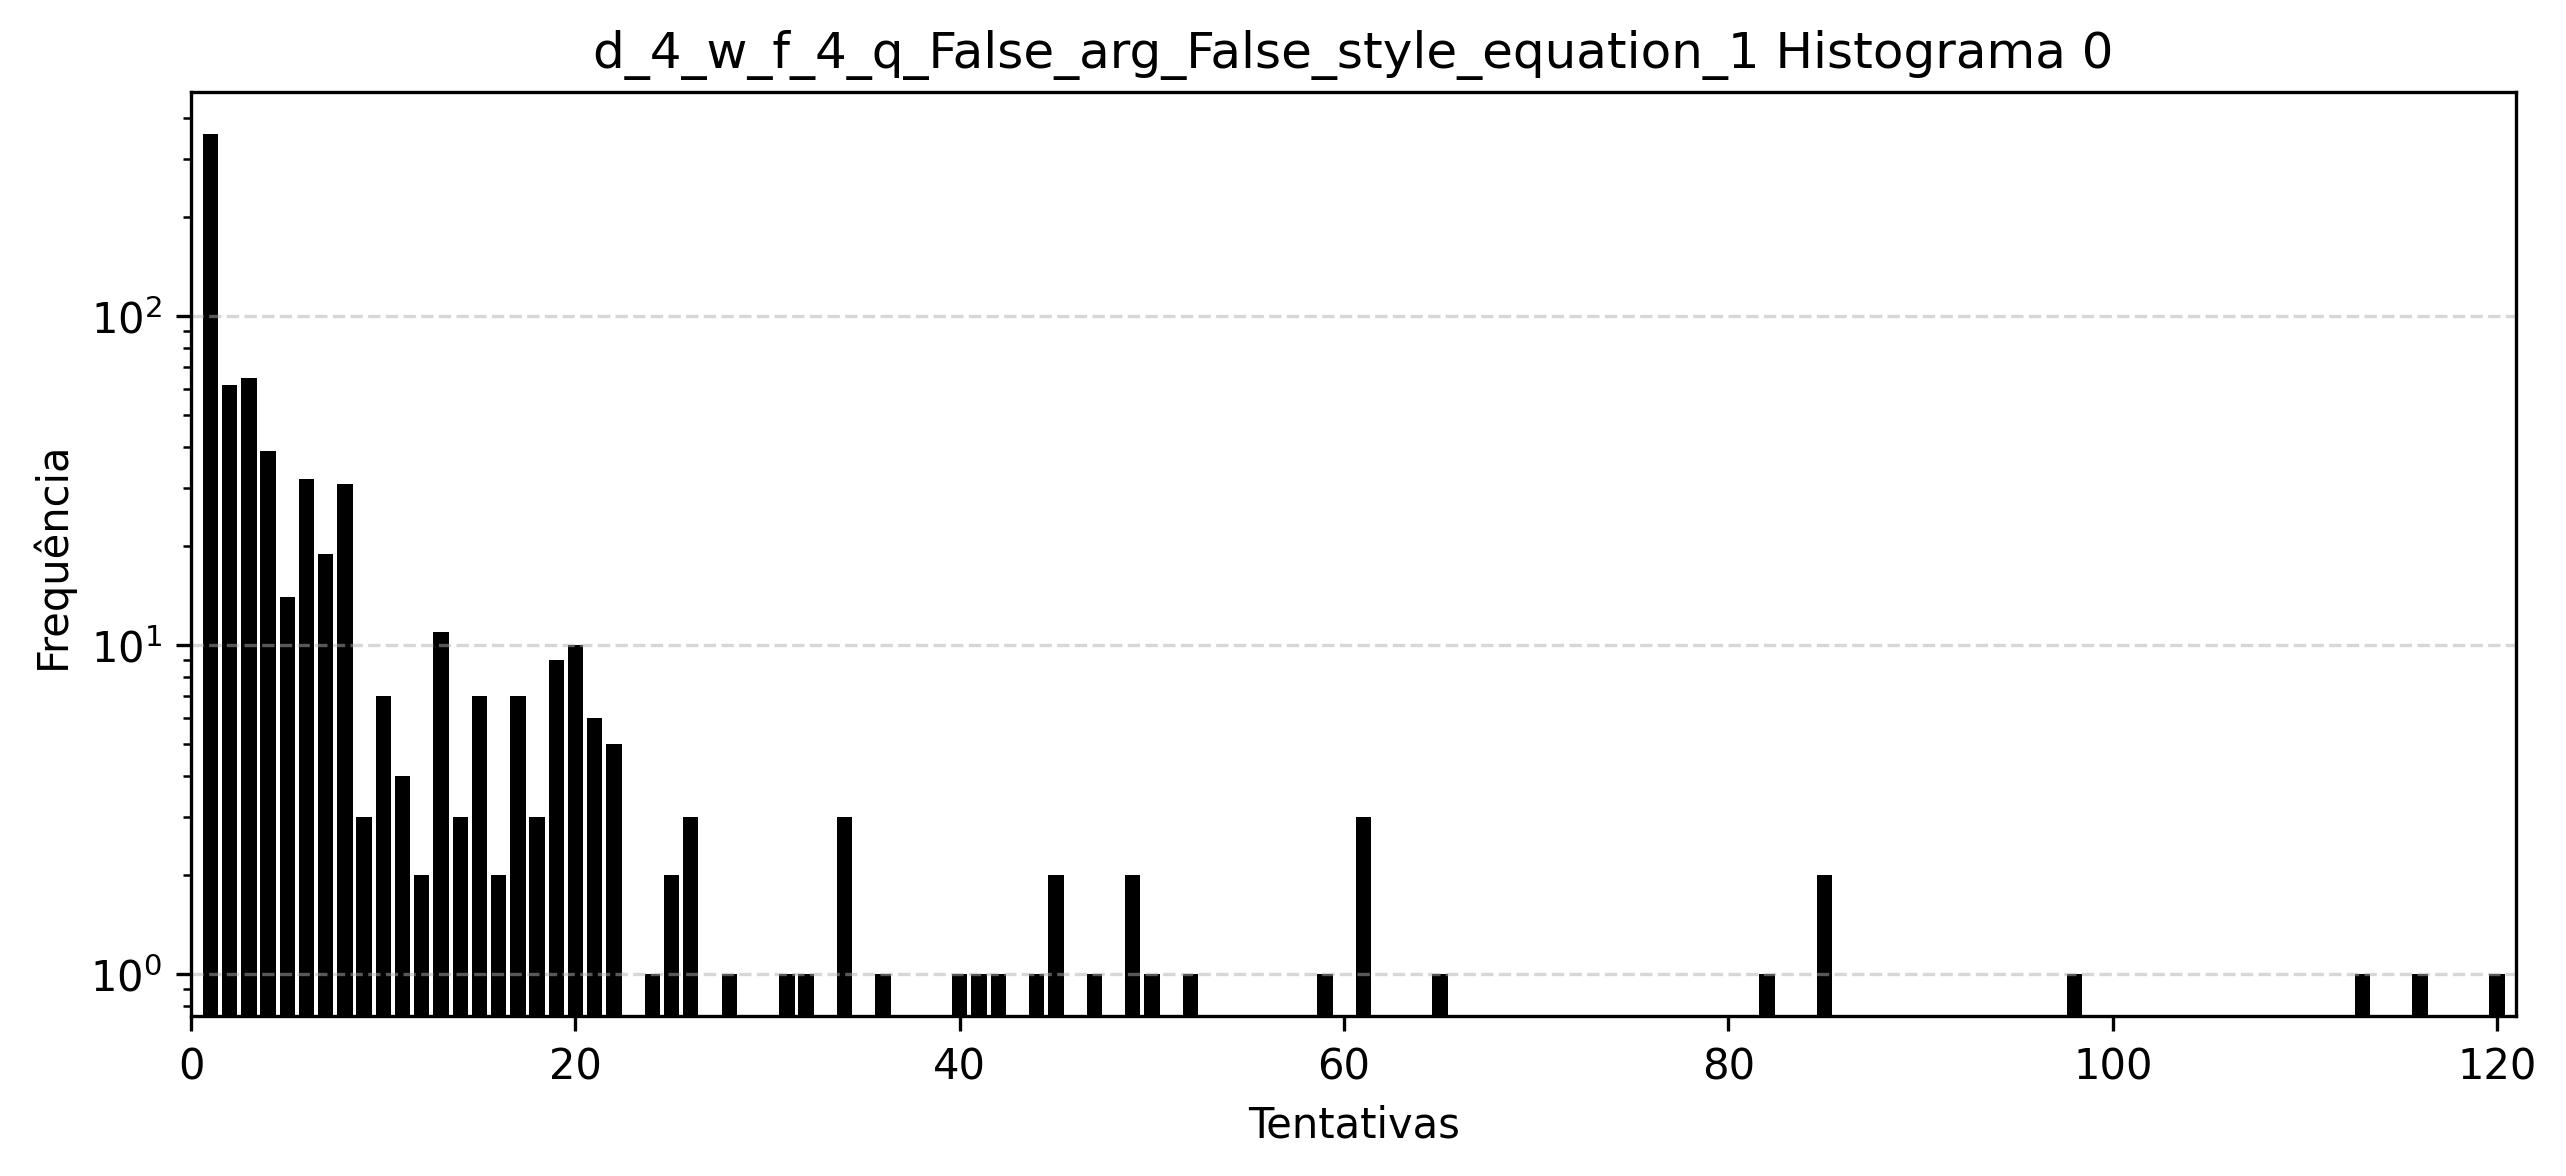 d_4_w_f_4_q_False_arg_False_style_equation_1 Histograma 0
Frequência
10²
10¹
10⁰
0 20 40 60 80 100 120
Tentativas